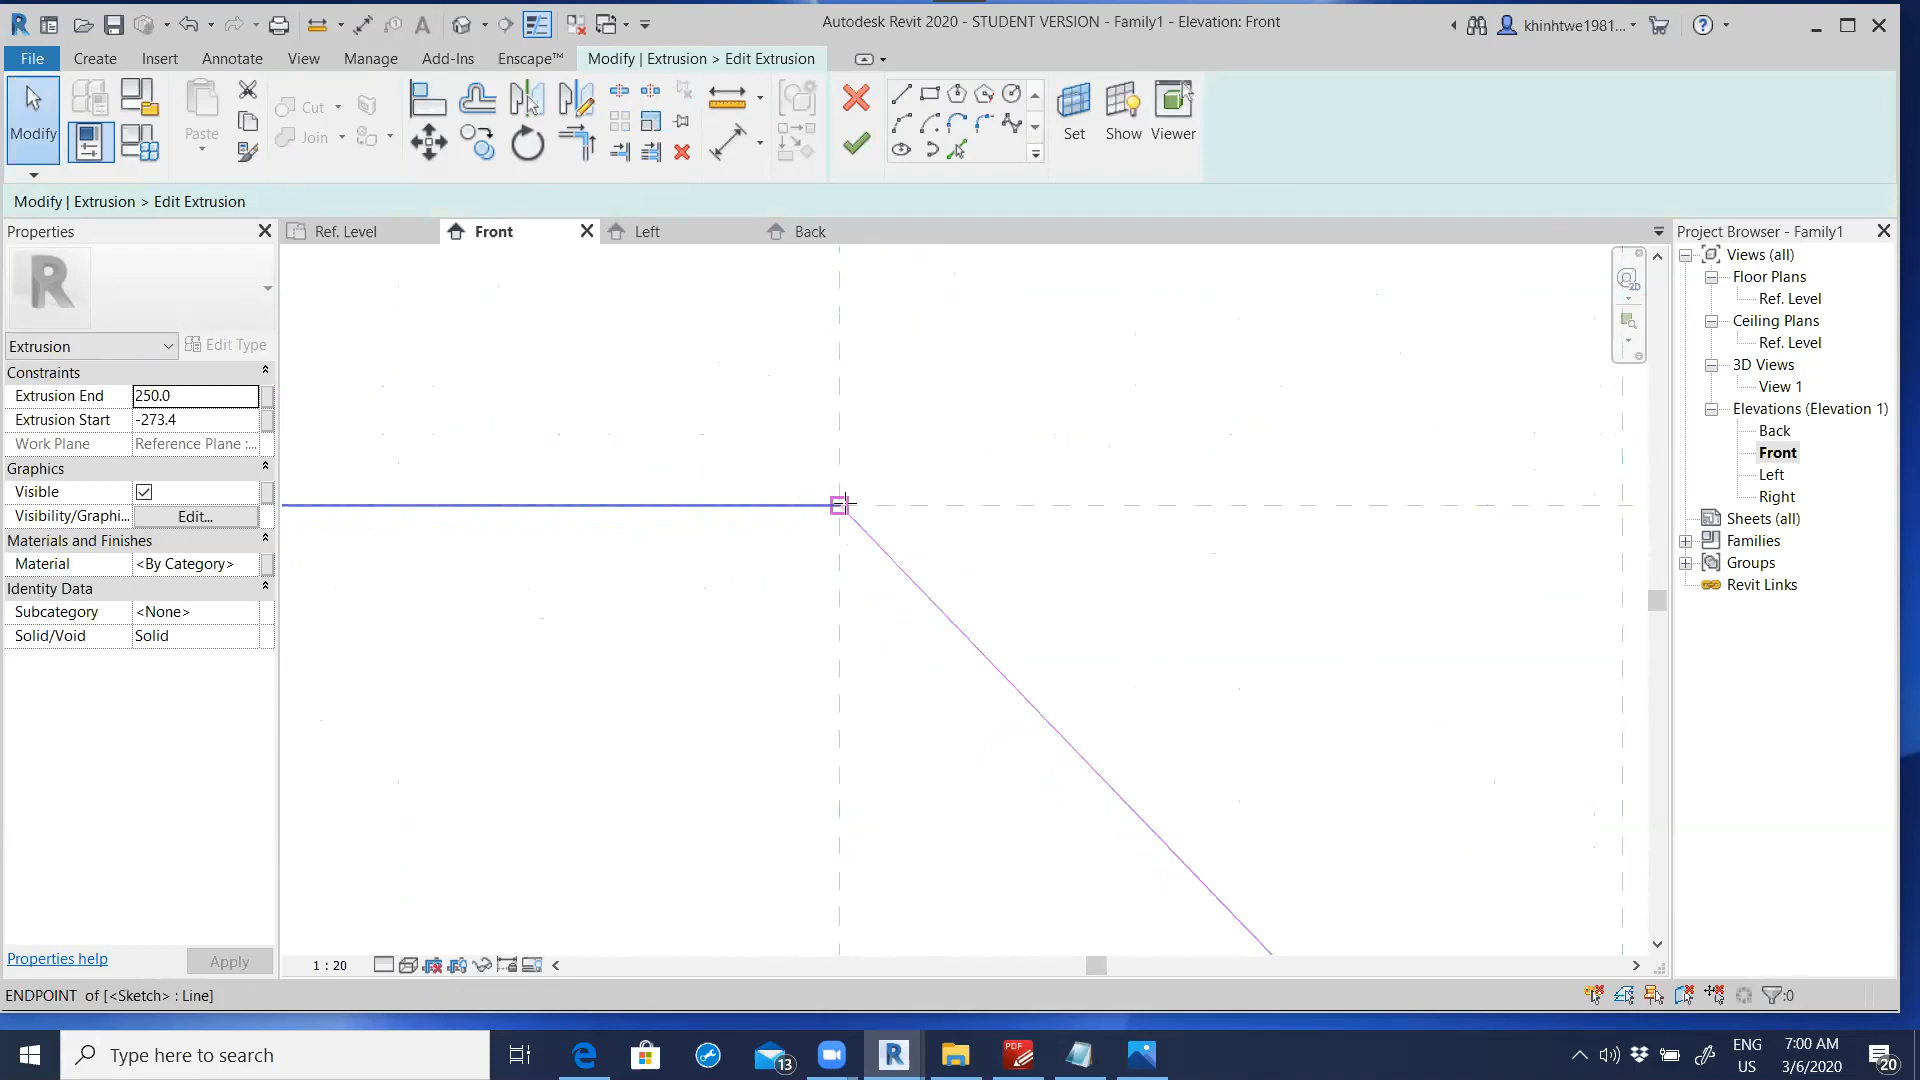 Autodesk Revit 2020 - STUDENT VERSION - Family1 - Elevation: Front
khinhtwe1981...
File Create Insert Annotate View Manage Add-Ins Enscape™ Modify | Extrusion > Edit Extrusion
Modify
Paste
Cut
Join
Set Show Viewer
Modify | Extrusion > Edit Extrusion
Properties
Ref. Level
Front
Left
Back
Project Browser - Family1
Extrusion
Edit Type
Constraints
Extrusion End 250.0
Extrusion Start -273.4
Work Plane Reference Plane :...
Graphics
Visible
Visibility/Graphi... Edit...
Materials and Finishes
Material <By Category>
Identity Data
Subcategory <None>
Solid/Void Solid
Properties help
Apply
2D
Views (all)
Floor Plans
Ref. Level
Ceiling Plans
Ref. Level
3D Views
View 1
Elevations (Elevation 1)
Back
Front
Left
Right
Sheets (all)
Families
Groups
Revit Links
1 : 20
ENDPOINT of [<Sketch> : Line]
:0
Type here to search
13
PDF
ENG
US
7:00 AM
3/6/2020
20